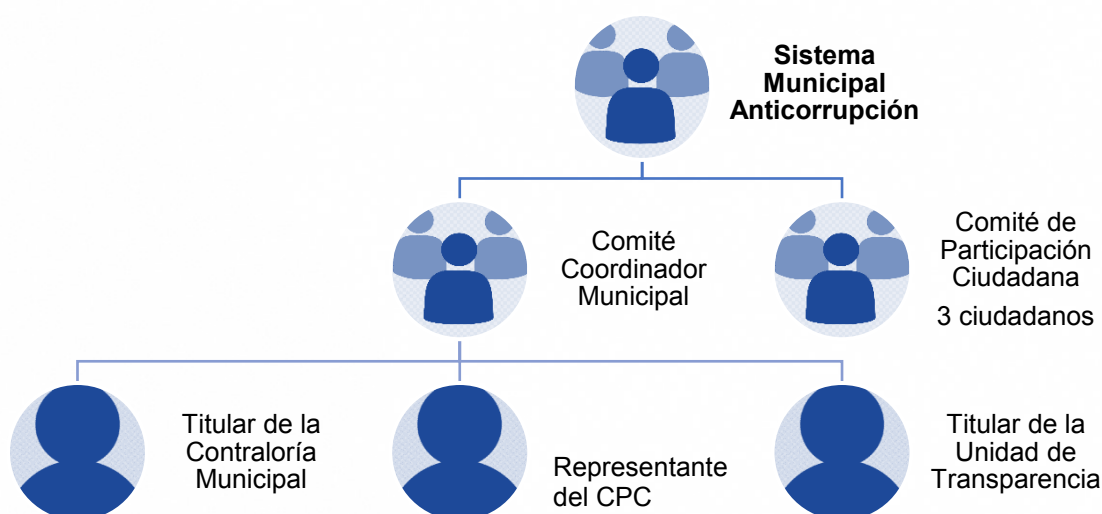 Sistema
Municipal
Anticorrupción
Comité
Coordinador
Municipal
Comité de
Participación
Ciudadana
3 ciudadanos
Titular de la
Contraloría
Municipal
Representante
del CPC
Titular de la
Unidad de
Transparencia